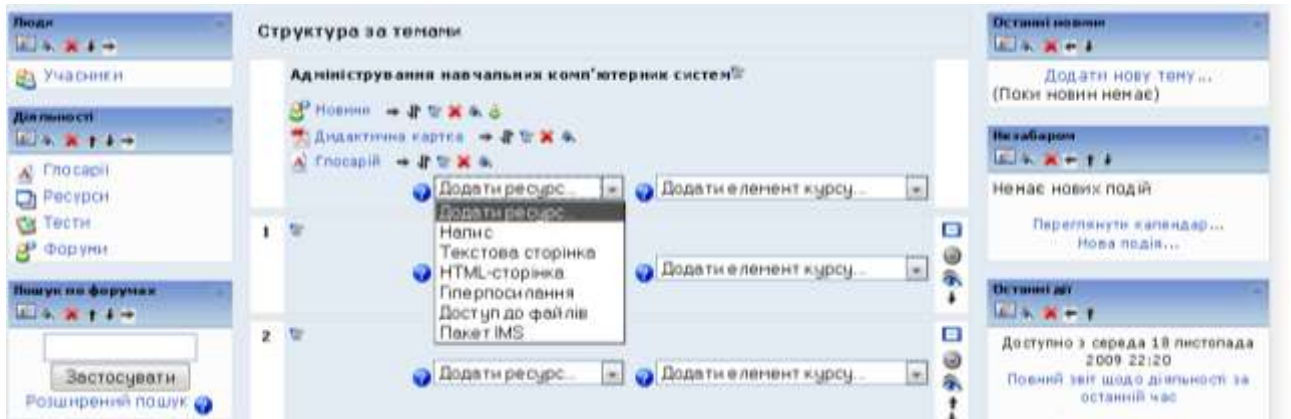 Люди
Учасники
Діяльності
Глосарії
Ресурси
Тести
Форуми
Пошук по форумах
Застосувати
Розширений пошук
Структура за темами
Адміністрування навчальних комп'ютерних систем
Новини
Дидактична картка
Глосарій
Додати ресурс... Додати елемент курсу...
Додати ресурс...
Напис
1
Текстова сторінка
HTML-сторінка Додати елемент курсу...
Гіперпосилання
Доступ до файлів
Пакет IMS
2
Додати ресурс... Додати елемент курсу...
Останні новини
Додати нову тему...
(Поки новин немає)
Незабаром
Немає нових подій
Переглянути календар...
Нова подія...
Останні дії
Доступно з середа 18 листопада
2009 22:20
Повний звіт щодо діяльності за
останній час